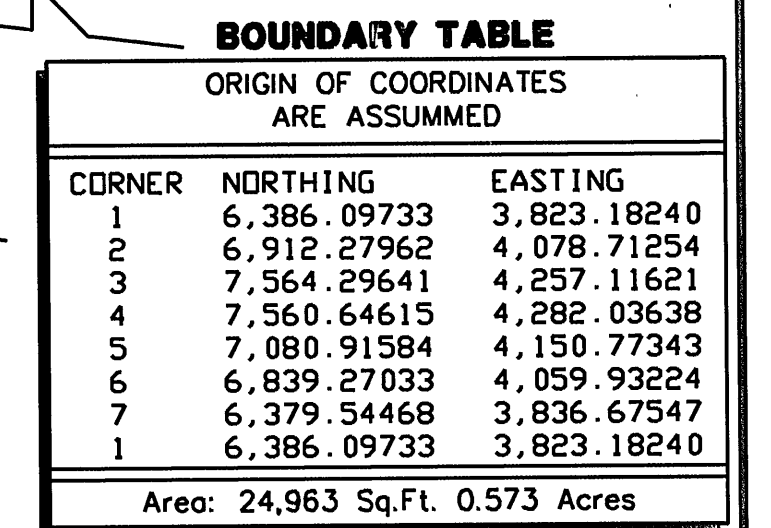 BOUNDARY TABLE
ORIGIN OF COORDINATES
ARE ASSUMMED
CORNER NORTHING EASTING
1 6,386.09733 3,823.18240
2 6,912.27962 4,078.71254
3 7,564.29641 4,257.11621
4 7,560.64615 4,282.03638
5 7,080.91584 4,150.77343
6 6,839.27033 4,059.93224
7 6,379.54468 3,836.67547
1 6,386.09733 3,823.18240
Area: 24,963 Sq.Ft. 0.573 Acres